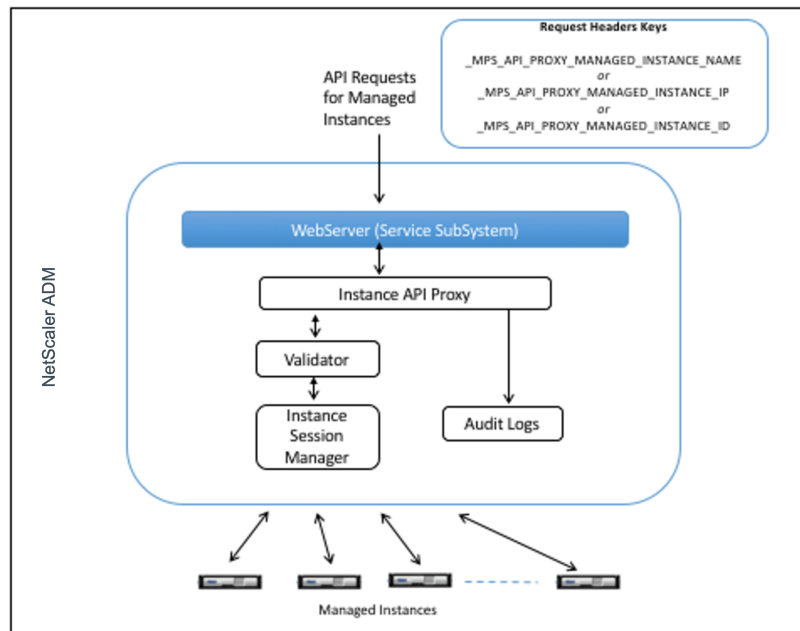 Request Headers Keys
_MPS_API_PROXY_MANAGED_INSTANCE_NAME
or
_MPS_API_PROXY_MANAGED_INSTANCE_IP
or
_MPS_API_PROXY_MANAGED_INSTANCE_ID
API Requests
for Managed
Instances
NetScaler ADM
WebServer (Service SubSystem)
Instance API Proxy
Validator
Instance
Session
Manager
Audit Logs
Managed Instances